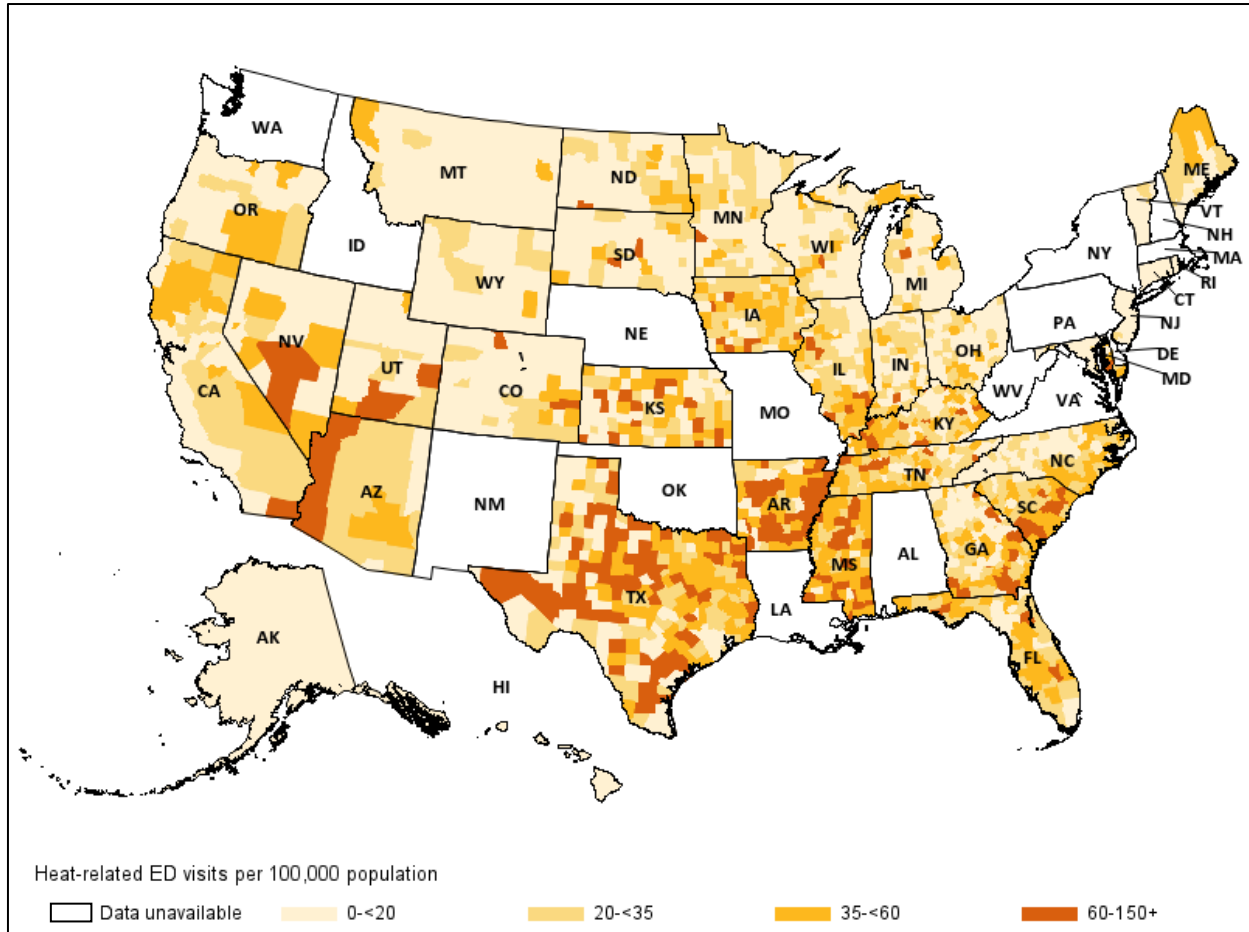 WA
MT
ND
MN
ME
VT
NH
MA
RI
CT
NJ
DE
MD
OR
ID
SD
WI
MI
NY
WY
IA
NE
PA
NV
UT
CO
IL
IN
OH
CA
KS
MO
WV
VA
KY
NC
TN
AZ
NM
OK
AR
SC
MS
AL
GA
TX
LA
FL
AK
HI
Heat-related ED visits per 100,000 population
Data unavailable 0-<20 20-<35 35-<60 60-150+